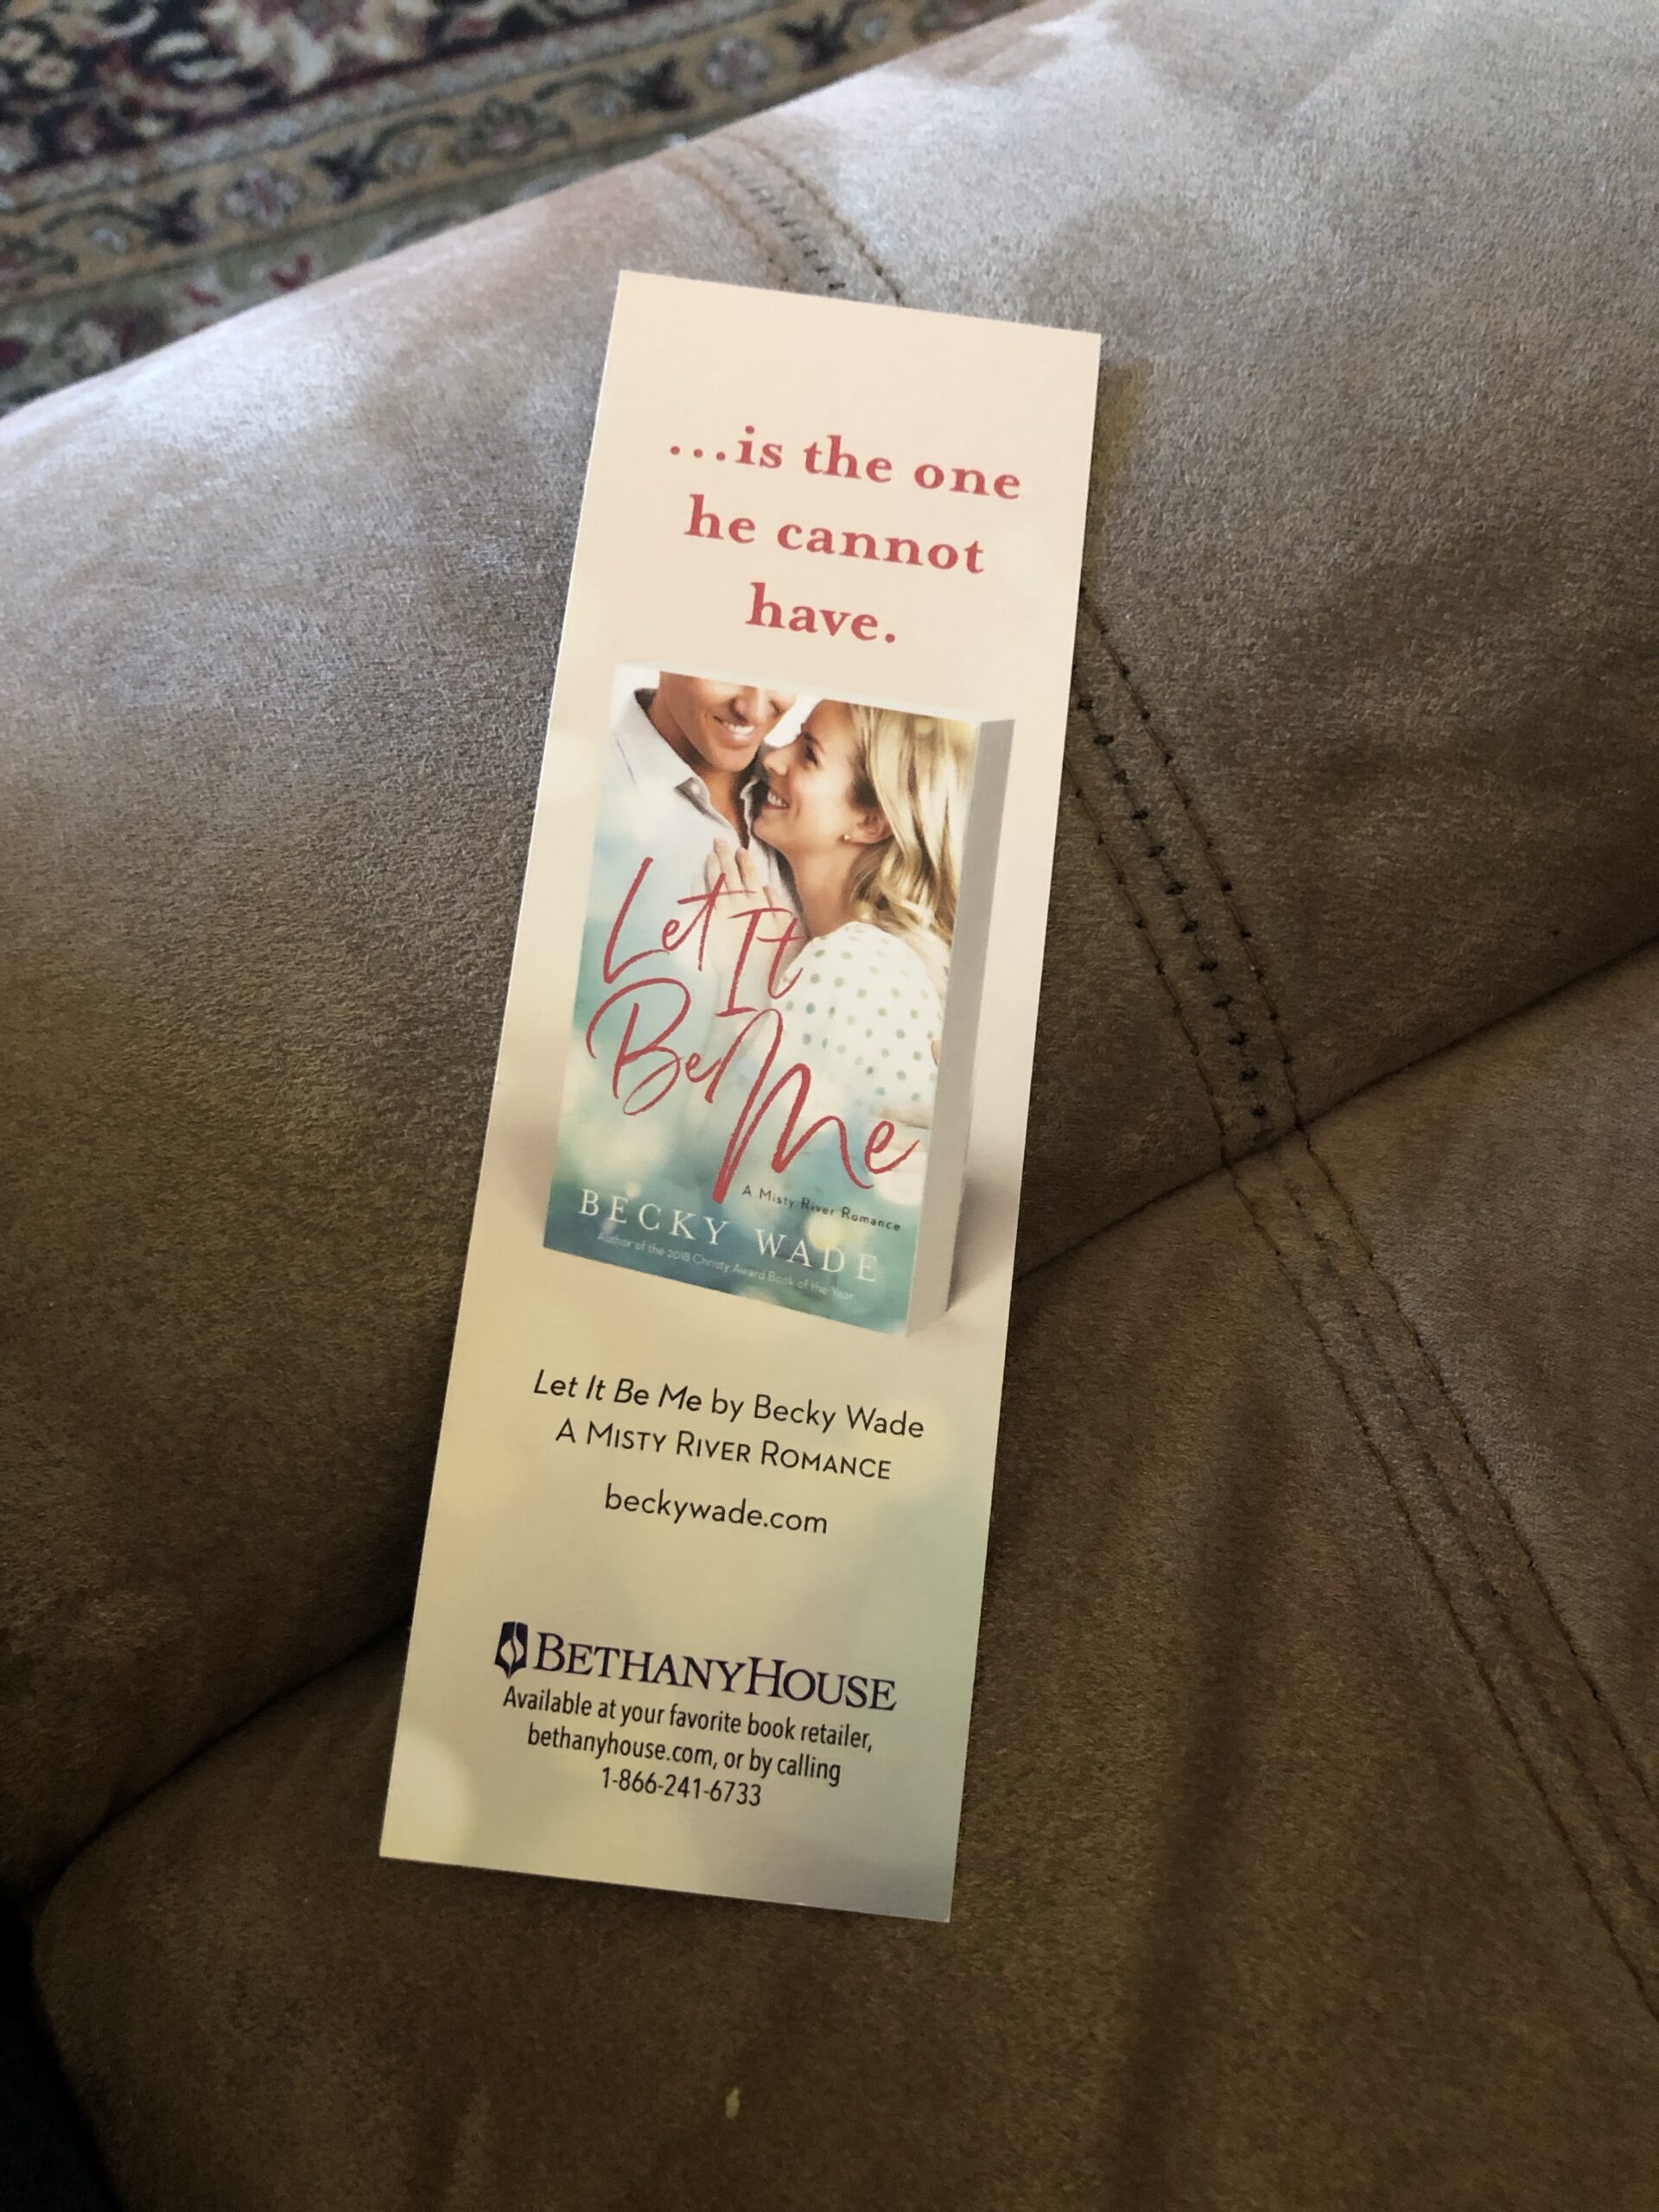 ...is the one
he cannot
have.
Let It
Be Me
A Misty River Romance
BECKY WADE
Author of the 2018 Christy Award Book of the Year
Let It Be Me by Becky Wade
A MISTY RIVER ROMANCE
beckywade.com
BETHANYHOUSE
Available at your favorite book retailer,
bethanyhouse.com, or by calling
1-866-241-6733